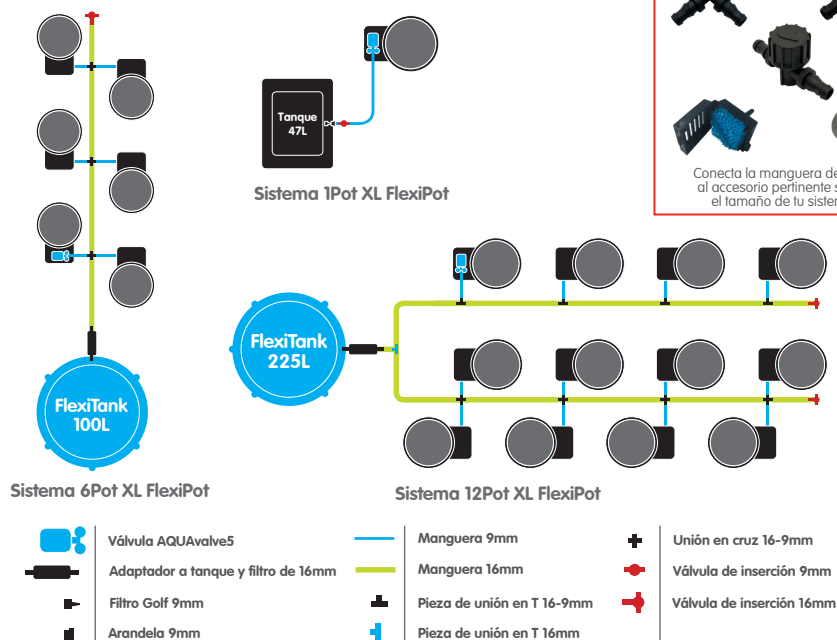 Tanque
47L
Sistema 1Pot XL FlexiPot
Conecta la manguera de
al accesorio pertinente s
el tamaño de tu sistem
FlexiTank
225L
FlexiTank
100L
Sistema 6Pot XL FlexiPot
Sistema 12Pot XL FlexiPot
Válvula AQUAvalve5
Adaptador a tanque y filtro de 16mm
Filtro Golf 9mm
Arandela 9mm
Manguera 9mm
Manguera 16mm
Pieza de unión en T 16-9mm
Pieza de unión en T 16mm
Unión en cruz 16-9mm
Válvula de inserción 9mm
Válvula de inserción 16mm